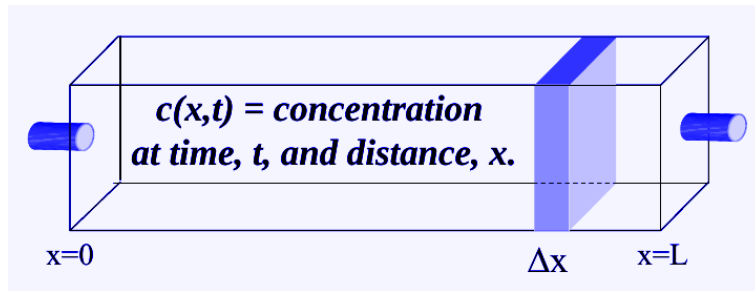 c(x,t) = concentration
at time, t, and distance, x.
x=0
Δx
x=L